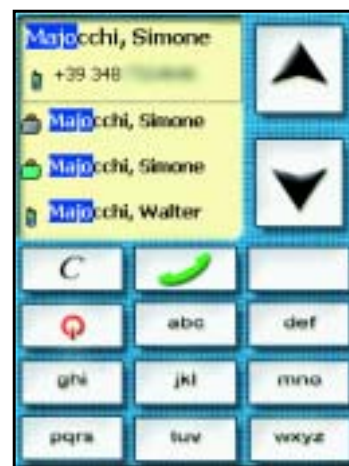 Majocchi, Simone
+39 348
Majocchi, Simone
Majocchi, Simone
Majocchi, Walter
C
abc def
ghi jkl mno
pqrs tuv wxyz